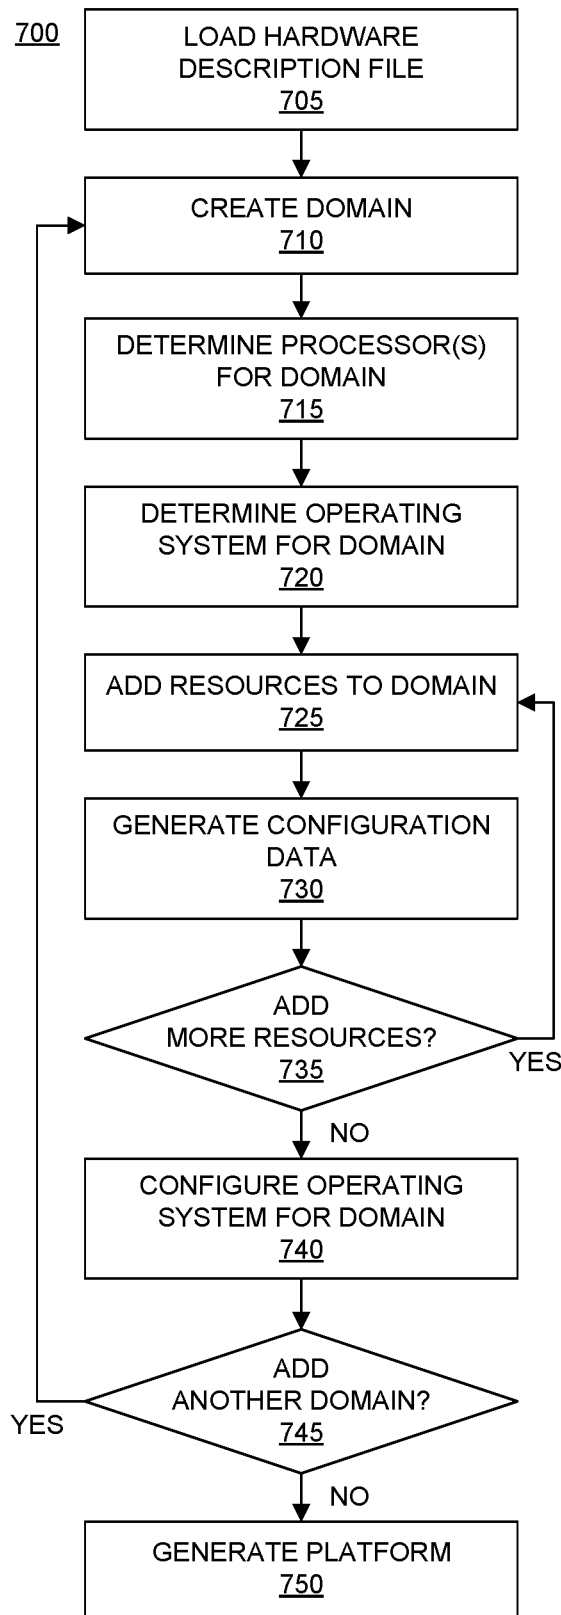 700
LOAD HARDWARE
DESCRIPTION FILE
705
CREATE DOMAIN
710
DETERMINE PROCESSOR(S)
FOR DOMAIN
715
DETERMINE OPERATING
SYSTEM FOR DOMAIN
720
ADD RESOURCES TO DOMAIN
725
GENERATE CONFIGURATION
DATA
730
ADD
MORE RESOURCES?
735
YES
NO
CONFIGURE OPERATING
SYSTEM FOR DOMAIN
740
ADD
ANOTHER DOMAIN?
745
YES
NO
GENERATE PLATFORM
750